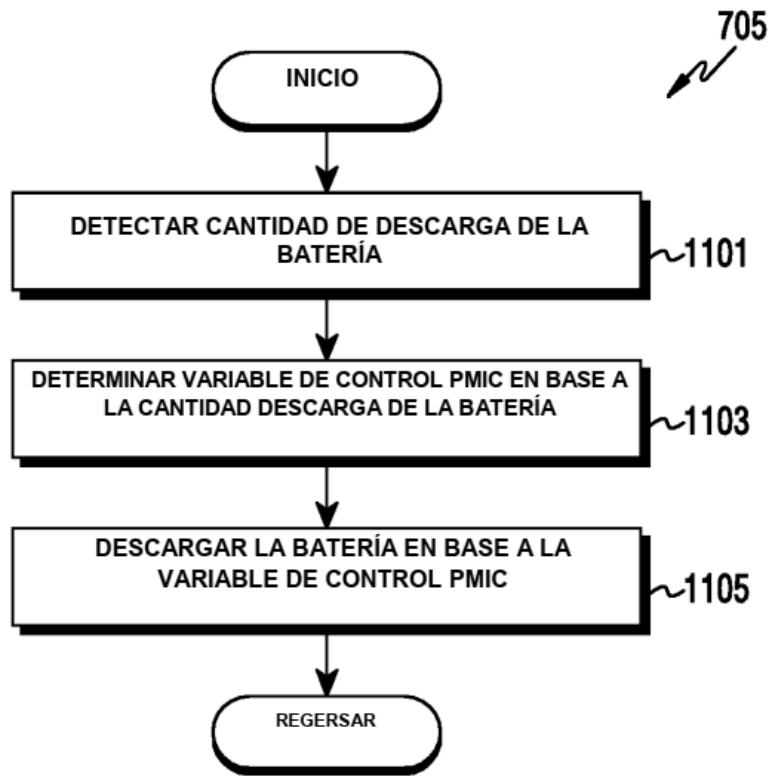 705
INICIO
DETECTAR CANTIDAD DE DESCARGA DE LA
BATERÍA
1101
DETERMINAR VARIABLE DE CONTROL PMIC EN BASE A
LA CANTIDAD DESCARGA DE LA BATERÍA
1103
DESCARGAR LA BATERÍA EN BASE A LA
VARIABLE DE CONTROL PMIC
1105
REGERSAR